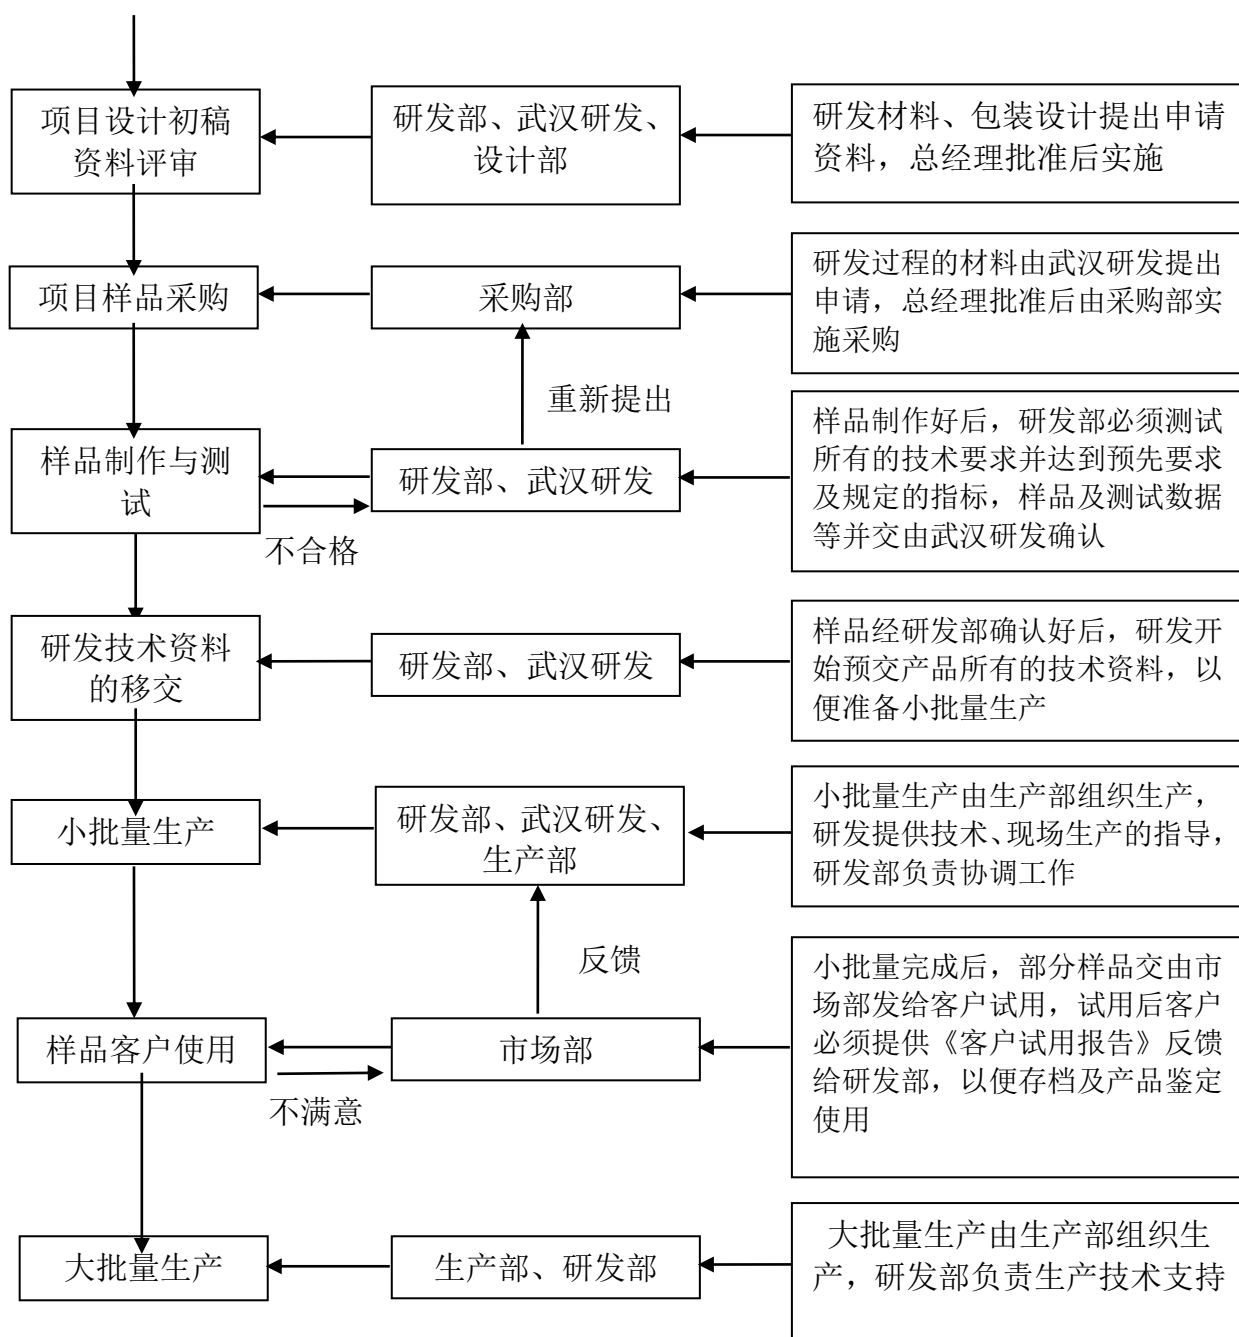 项目设计初稿
资料评审
研发部、武汉研发、
设计部
研发材料、包装设计提出申请
资料，总经理批准后实施
项目样品采购
采购部
研发过程的材料由武汉研发提出
申请，总经理批准后由采购部实
施采购
重新提出
样品制作与测
试
研发部、武汉研发
不合格
样品制作好后，研发部必须测试
所有的技术要求并达到预先要求
及规定的指标，样品及测试数据
等并交由武汉研发确认
研发技术资料
的移交
研发部、武汉研发
样品经研发部确认好后，研发开
始预交产品所有的技术资料，以
便准备小批量生产
小批量生产
研发部、武汉研发、
生产部
小批量生产由生产部组织生产，
研发提供技术、现场生产的指导，
研发部负责协调工作
反馈
样品客户使用
市场部
不满意
小批量完成后，部分样品交由市
场部发给客户试用，试用后客户
必须提供《客户试用报告》反馈
给研发部，以便存档及产品鉴定
使用
大批量生产
生产部、研发部
大批量生产由生产部组织生
产，研发部负责生产技术支持